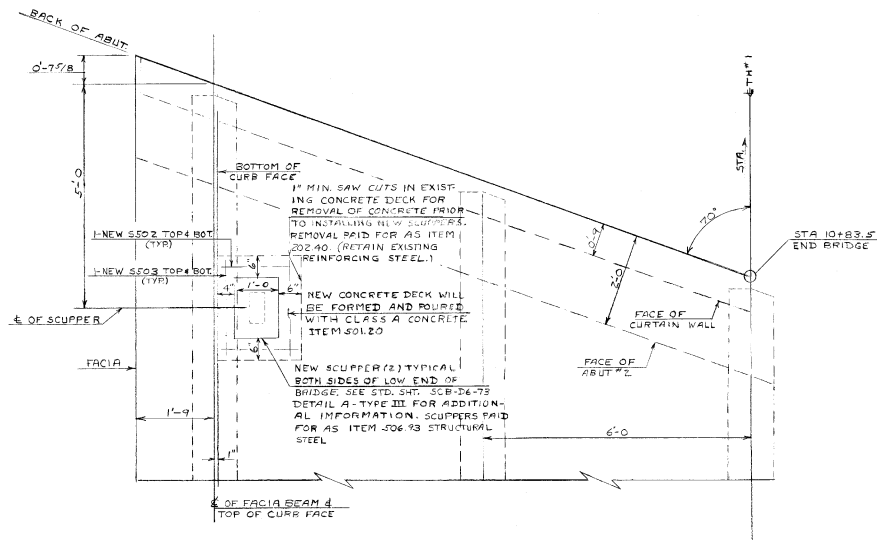 BACK OF ABUT.
0'-7 5/8
5'-0
BOTTOM OF
CURB FACE
1" MIN. SAW CUTS IN EXIST-
ING CONCRETE DECK FOR
REMOVAL OF CONCRETE PRIOR
TO INSTALLING NEW SCUPPERS.
REMOVAL PAID FOR AS ITEM
202.40. (RETAIN EXISTING
REINFORCING STEEL.)
1-NEW S502 TOP & BOT.
(TYP.)
1-NEW S503 TOP & BOT.
(TYP.)
6"
4"
1'-0
6"
6"
NEW CONCRETE DECK WILL
BE FORMED AND POURED
WITH CLASS A CONCRETE
ITEM 501.20
℄ OF SCUPPER
FACIA
NEW SCUPPER (2) TYPICAL
BOTH SIDES OF LOW END OF
BRIDGE. SEE STD. SHT. SCB-D6-73
DETAIL A-TYPE III FOR ADDITION-
AL IMFORMATION. SCUPPERS PAID
FOR AS ITEM 506.93 STRUCTURAL
STEEL
1'-9
1"
℄ OF FACIA BEAM &
TOP OF CURB FACE
℄ TH#1
STA.
70°
STA 10+83.5
END BRIDGE
0'-9
2'-0
FACE OF
CURTAIN WALL
FACE OF
ABUT #2
6'-0